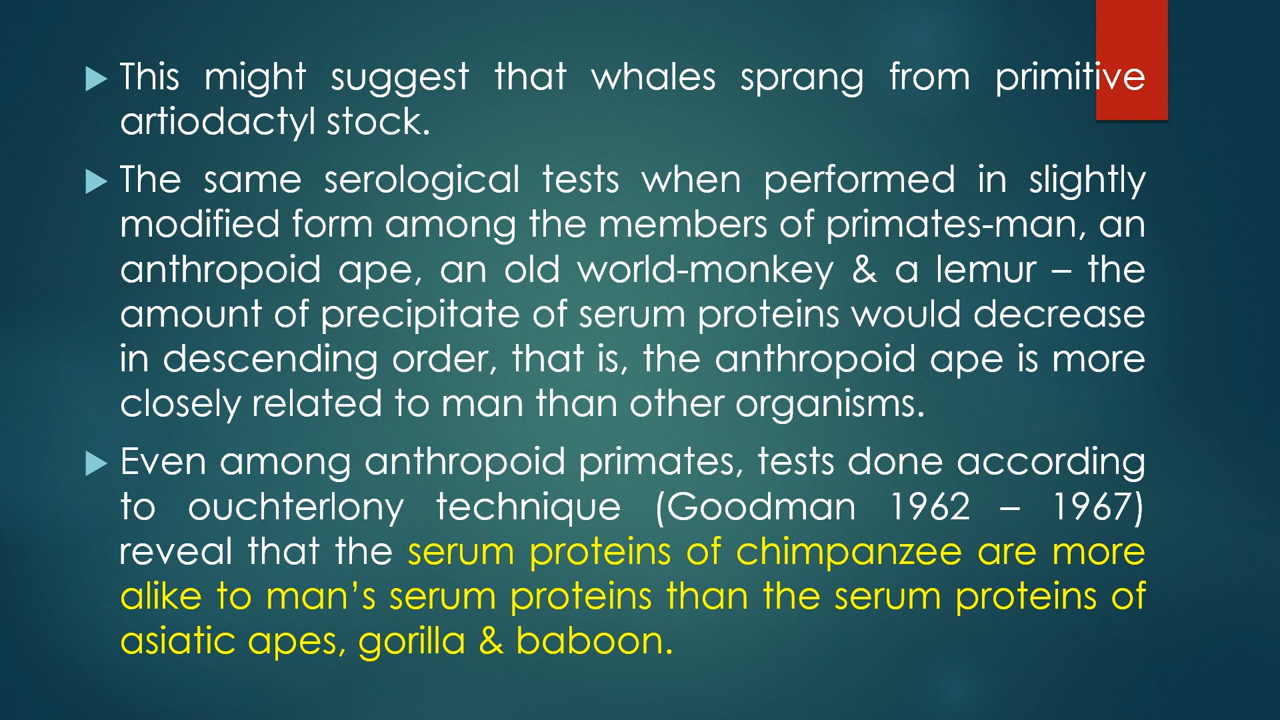 This might suggest that whales sprang from primitive
artiodactyl stock.
The same serological tests when performed in slightly
modified form among the members of primates-man, an
anthropoid ape, an old world-monkey & a lemur – the
amount of precipitate of serum proteins would decrease
in descending order, that is, the anthropoid ape is more
closely related to man than other organisms.
Even among anthropoid primates, tests done according
to ouchterlony technique (Goodman 1962 – 1967)
reveal that the serum proteins of chimpanzee are more
alike to man’s serum proteins than the serum proteins of
asiatic apes, gorilla & baboon.